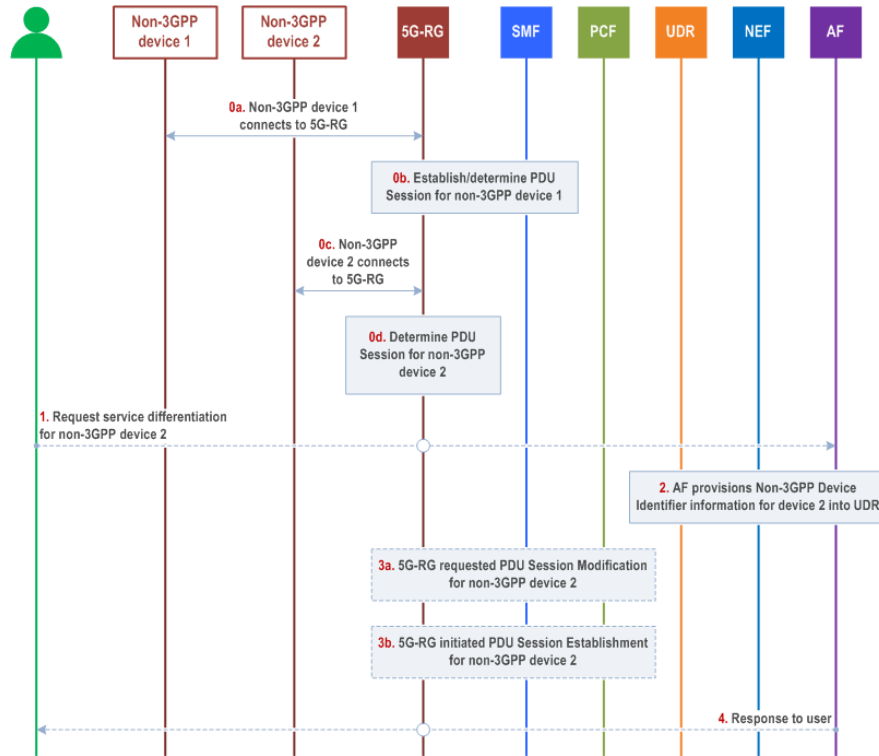 Non-3GPP
device 1
Non-3GPP
device 2
5G-RG
SMF
PCF
UDR
NEF
AF
0a. Non-3GPP device 1
connects to 5G-RG
0b. Establish/determine PDU
Session for non-3GPP device 1
0c. Non-3GPP
device 2 connects
to 5G-RG
0d. Determine PDU
Session for non-3GPP
device 2
1. Request service differentiation
for non-3GPP device 2
2. AF provisions Non-3GPP Device
Identifier information for device 2 into UDR
3a. 5G-RG requested PDU Session Modification
for non-3GPP device 2
3b. 5G-RG initiated PDU Session Establishment
for non-3GPP device 2
4. Response to user